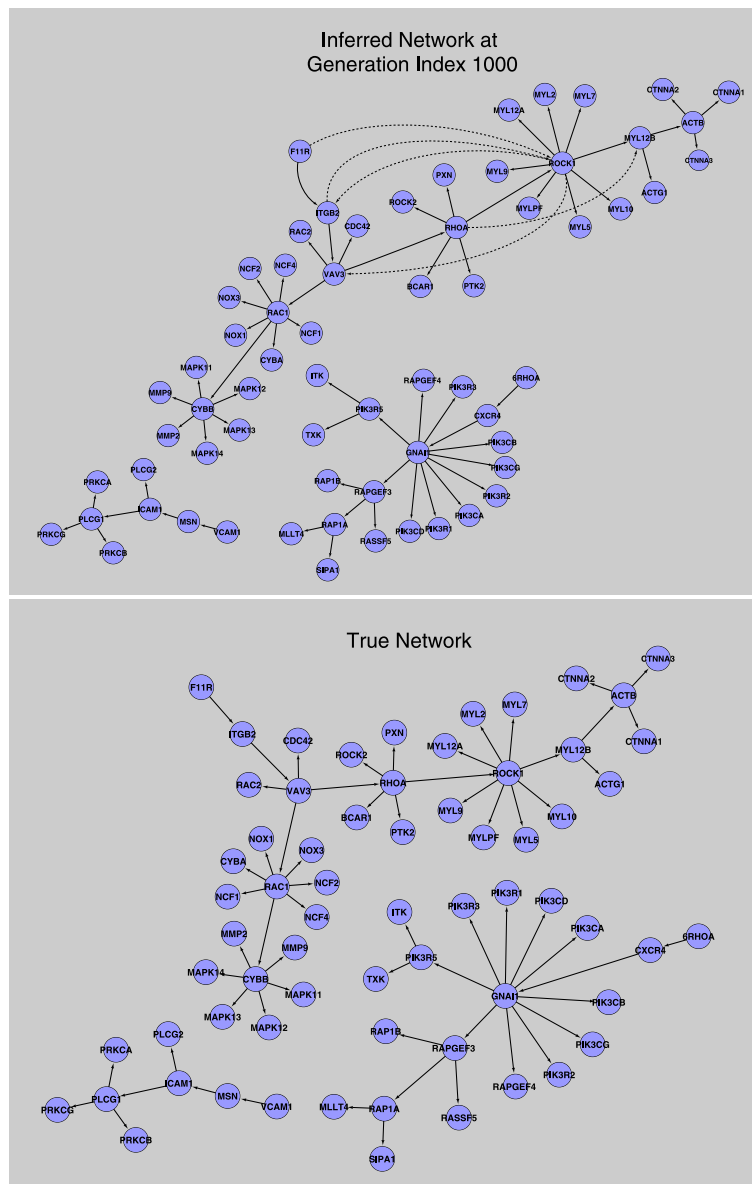 Inferred Network at
Generation Index 1000
CTNNA2
CTNNA1
MYL2
MYL7
MYL12A
ACTB
MYL12B
F11R
CTNNA3
ROCK1
MYL9
PXN
ACTG1
ROCK2
MYLPF
MYL10
ITGB2
MYL5
RHOA
RAC2
CDC42
NCF4
NCF2
VAV3
BCAR1
PTK2
NOX3
RAC1
NOX1
NCF1
CYBA
MAPK11
ITK
RAPGEF4
PIK3R3
6RHOA
MMP9
MAPK12
PIK3R5
CXCR4
CYBB
MMP2
MAPK13
TXK
PIK3CB
MAPK14
GNAI1
PIK3CG
PLCG2
PRKCA
RAP1B
RAPGEF3
PIK3R2
ICAM1
PLCG1
MSN
PIK3CA
RAP1A
PIK3CD
PIK3R1
PRKCG
VCAM1
MLLT4
RASSF5
PRKCB
SIPA1
True Network
CTNNA3
CTNNA2
F11R
ACTB
MYL7
MYL2
ITGB2
CDC42
PXN
CTNNA1
MYL12A
MYL12B
ROCK2
ROCK1
RAC2
VAV3
RHOA
ACTG1
MYL9
BCAR1
MYL10
PTK2
MYLPF
MYL5
NOX1
NOX3
CYBA
RAC1
NCF2
NCF1
NCF4
PIK3R1
PIK3CD
ITK
PIK3R3
MMP2
MMP9
PIK3CA
6RHOA
CXCR4
PIK3R5
MAPK14
CYBB
TXK
MAPK11
GNAI1
PIK3CB
MAPK13
MAPK12
RAP1B
PLCG2
PIK3CG
PRKCA
RAPGEF3
PIK3R2
RAPGEF4
ICAM1
MSN
PLCG1
PRKCG
VCAM1
MLLT4
RAP1A
RASSF5
PRKCB
SIPA1